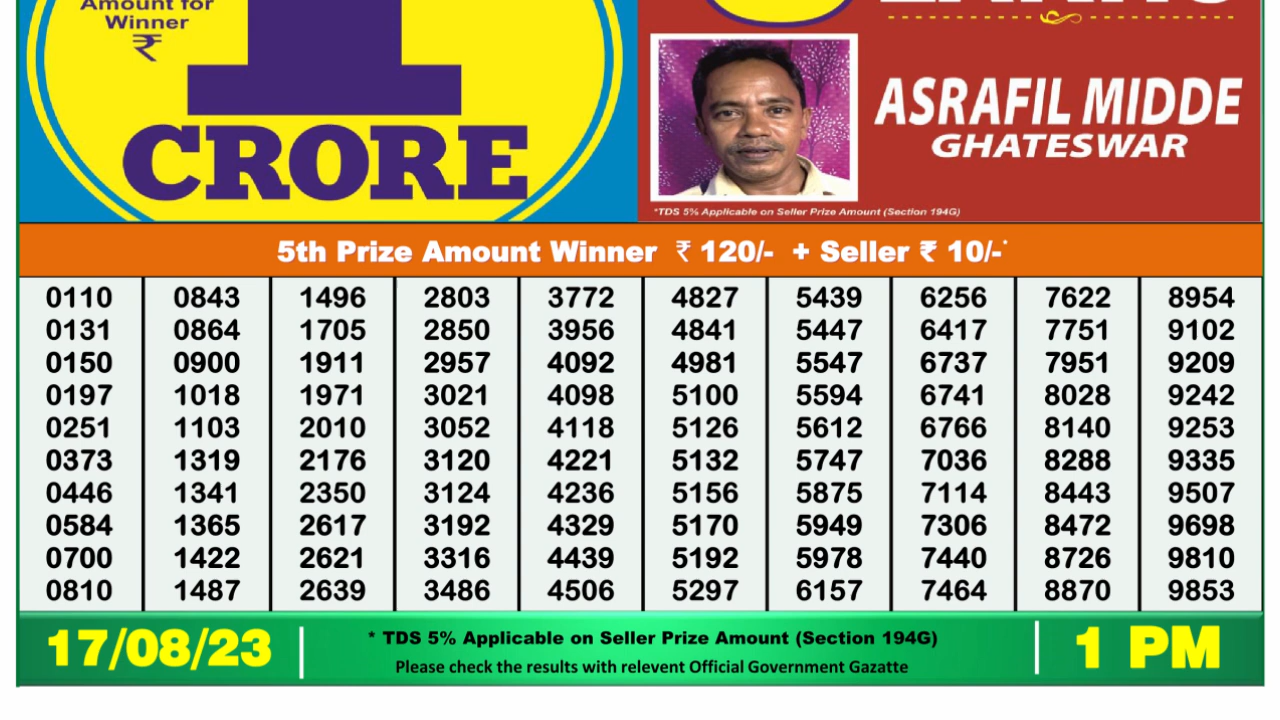 Amount for
Winner
₹
1
CRORE
ASRAFIL MIDDE
GHATESWAR
*TDS 5% Applicable on Seller Prize Amount (Section 194G)
5th Prize Amount Winner ₹ 120/- + Seller ₹ 10/-*
0110 0843 1496 2803 3772 4827 5439 6256 7622 8954
0131 0864 1705 2850 3956 4841 5447 6417 7751 9102
0150 0900 1911 2957 4092 4981 5547 6737 7951 9209
0197 1018 1971 3021 4098 5100 5594 6741 8028 9242
0251 1103 2010 3052 4118 5126 5612 6766 8140 9253
0373 1319 2176 3120 4221 5132 5747 7036 8288 9335
0446 1341 2350 3124 4236 5156 5875 7114 8443 9507
0584 1365 2617 3192 4329 5170 5949 7306 8472 9698
0700 1422 2621 3316 4439 5192 5978 7440 8726 9810
0810 1487 2639 3486 4506 5297 6157 7464 8870 9853
17/08/23
* TDS 5% Applicable on Seller Prize Amount (Section 194G)
Please check the results with relevent Official Government Gazatte
1 PM